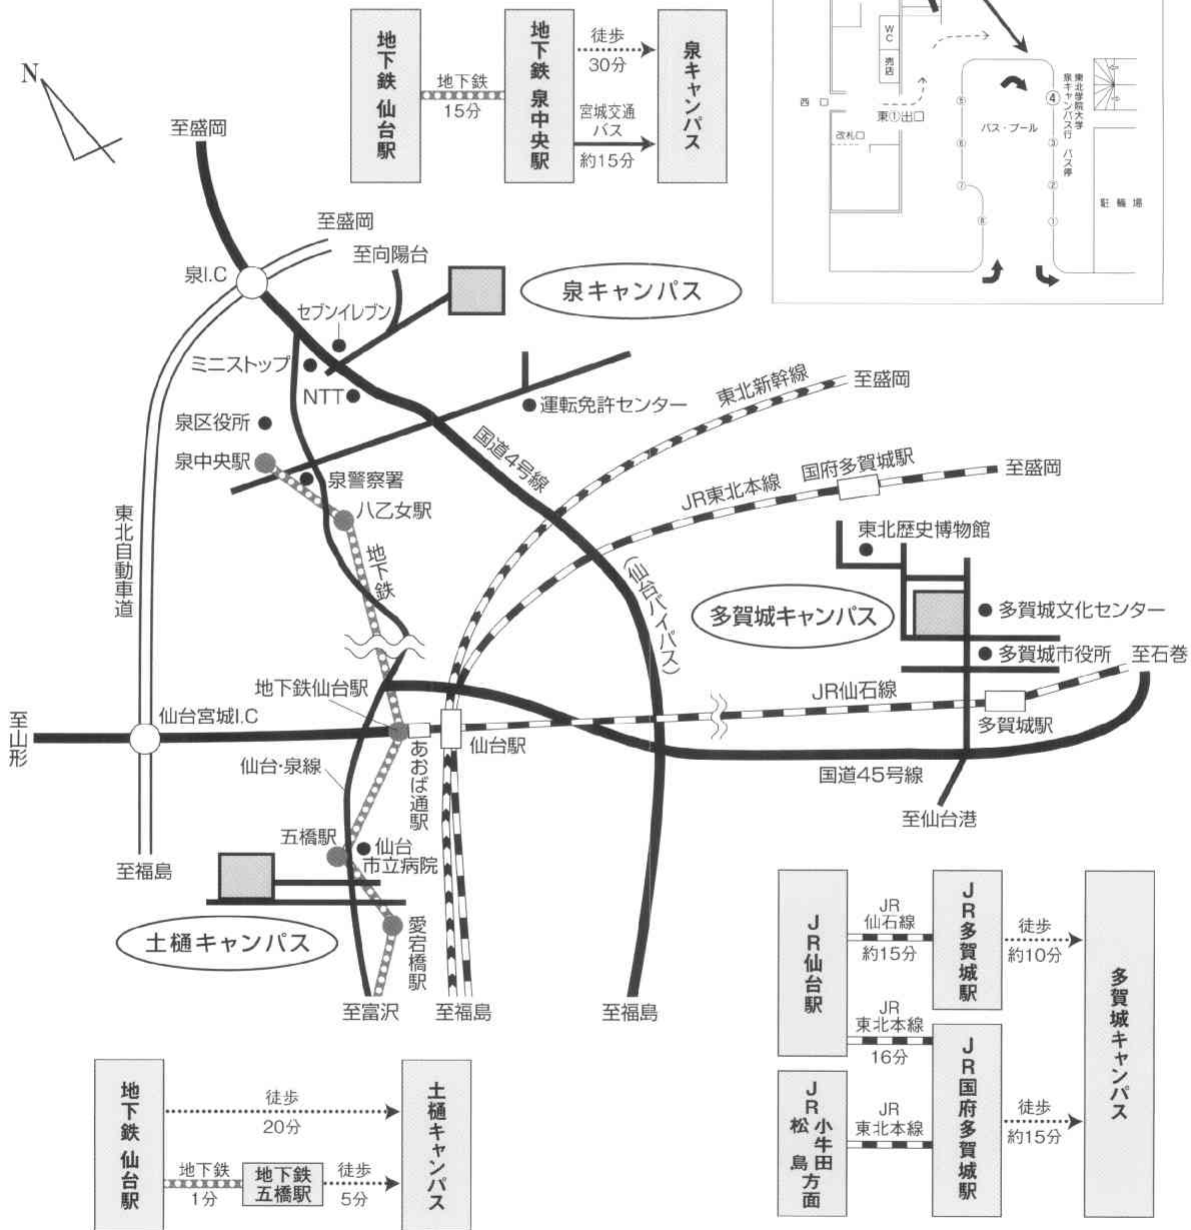 地下鉄 仙台駅
地下鉄
15分
地下鉄 泉中央駅
徒歩
30分
宮城交通
バス
約15分
泉キャンパス
WC
売店
西口
改札口
東①出口
バス・プール
⑤
⑥
⑦
⑧
④
③
②
①
東北学院大学
泉キャンパス行 バス停
駐輪場
N
至盛岡
至盛岡
至向陽台
泉I.C
泉キャンパス
セブンイレブン
ミニストップ
NTT
運転免許センター
泉区役所
泉中央駅
泉警察署
八乙女駅
地下鉄
東北自動車道
国道4号線
(仙台バイパス)
東北新幹線
至盛岡
JR東北本線
国府多賀城駅
至盛岡
東北歴史博物館
多賀城キャンパス
多賀城文化センター
多賀城市役所
至石巻
地下鉄仙台駅
JR仙石線
多賀城駅
至山形
仙台宮城I.C
仙台駅
あおば通駅
仙台・泉線
国道45号線
至仙台港
五橋駅
仙台
市立病院
至福島
土樋キャンパス
愛宕橋駅
至富沢
至福島
至福島
地下鉄 仙台駅
徒歩
20分
地下鉄
1分
地下鉄
五橋駅
徒歩
5分
土樋キャンパス
JR仙台駅
JR
仙石線
約15分
JR多賀城駅
徒歩
約10分
JR
東北本線
16分
JR小牛田
松島方面
JR
東北本線
JR国府多賀城駅
徒歩
約15分
多賀城キャンパス